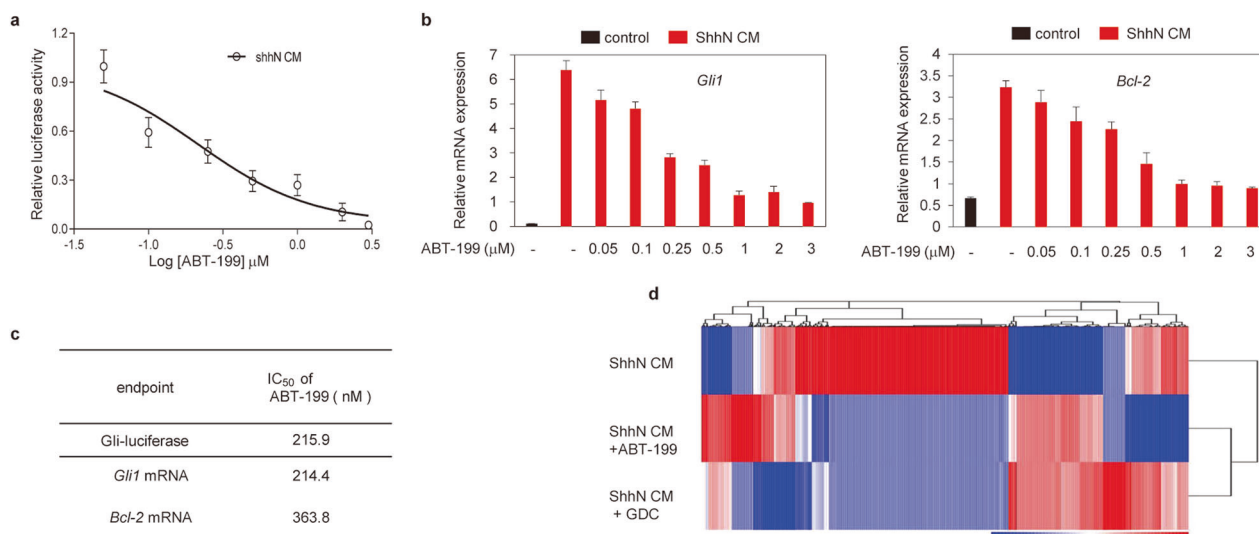 a
Relative luciferase activity
1.2
0.9
0.6
0.3
0.0
shhN CM
-1.5
-1.0
-0.5
0.0
0.5
Log [ABT-199] μM
b
control
ShhN CM
Gli1
Relative mRNA expression
7
6
5
4
3
2
1
0
ABT-199 (μM) - - 0.05 0.1 0.25 0.5 1 2 3
control
ShhN CM
Bcl-2
Relative mRNA expression
4
3.5
3
2.5
2
1.5
1
0.5
0
ABT-199 (μM) - - 0.05 0.1 0.25 0.5 1 2 3
c
endpoint
IC50 of
ABT-199 ( nM )
Gli-luciferase 215.9
Gli1 mRNA 214.4
Bcl-2 mRNA 363.8
d
ShhN CM
ShhN CM
+ABT-199
ShhN CM
+ GDC